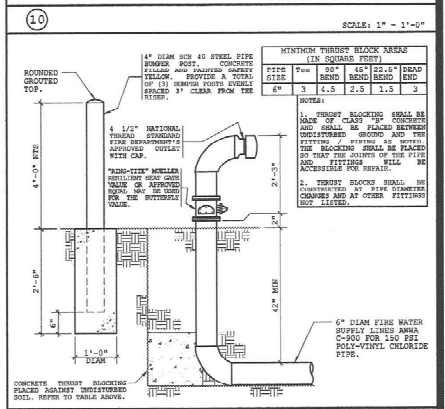 10
SCALE: 1" - 1'-0"
4" DIAM SCH 40 STEEL PIPE
BUMPER POST. CONCRETE
FILLED AND PAINTED SAFETY
YELLOW. PROVIDE A TOTAL
OF (3) BUMPER POSTS EVENLY
SPACED 3' CLEAR FROM THE
RISER.
ROUNDED
GROUTED
TOP.
MINIMUM THRUST BLOCK AREAS
(IN SQUARE FEET)
PIPE SIZE Tee 90° BEND 45° BEND 22.5° BEND DEAD END
6" 3 4.5 2.5 1.5 3
NOTES:
1. THRUST BLOCKING SHALL BE
MADE OF CLASS "B" CONCRETE
AND SHALL BE PLACED BETWEEN
UNDISTURBED GROUND AND THE
FITTING / PIPING AS NOTED.
THE BLOCKING SHALL BE PLACED
SO THAT THE JOINTS OF THE PIPE
AND FITTINGS WILL BE
ACCESSIBLE FOR REPAIR.
2. THRUST BLOCKS SHALL BE
CONSTRUCTED AT PIPE DIAMETER
CHANGES AND AT OTHER FITTINGS
NOT LISTED.
4 1/2" NATIONAL
THREAD STANDARD
FIRE DEPARTMENT'S
APPROVED OUTLET
WITH CAP.
"RING-TITE" MUELLER
RESILIENT SEAT GATE
VALUE OR APPROVED
EQUAL MAY BE USED
FOR THE BUTTERFLY
VALUE.
4'-0" NTS
2'-3"
2"
2'-6"
6"
42" MIN
1'-0"
DIAM
6" DIAM FIRE WATER
SUPPLY LINES AWWA
C-900 FOR 150 PSI
POLY-VINYL CHLORIDE
PIPE.
CONCRETE THRUST BLOCKING
PLACED AGAINST UNDISTURBED
SOIL. REFER TO TABLE ABOVE.